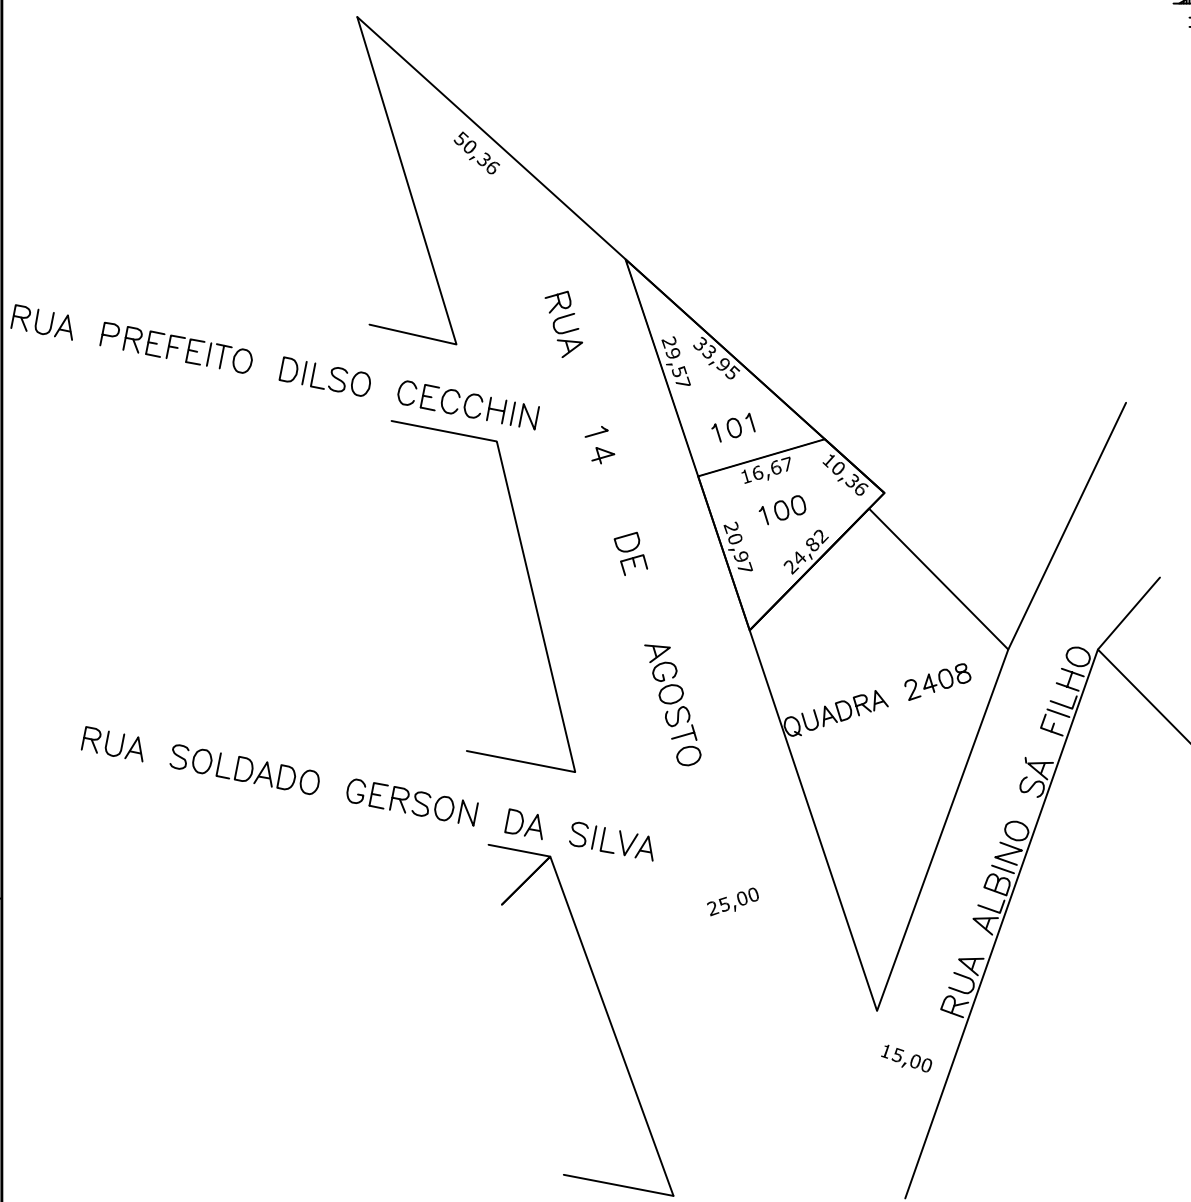 50,36
RUA PREFEITO DILSO CECCHIN
RUA 14 DE AGOSTO
29,57
33,95
101
16,67
10,36
100
20,97
24,82
QUADRA 2408
RUA SOLDADO GERSON DA SILVA
25,00
RUA ALBINO SÁ FILHO
15,00